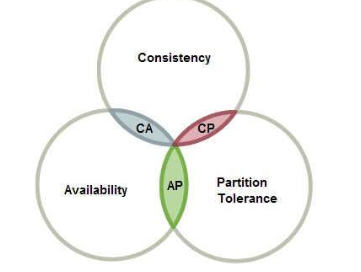 Consistency
CA
CP
Availability
AP
Partition
Tolerance